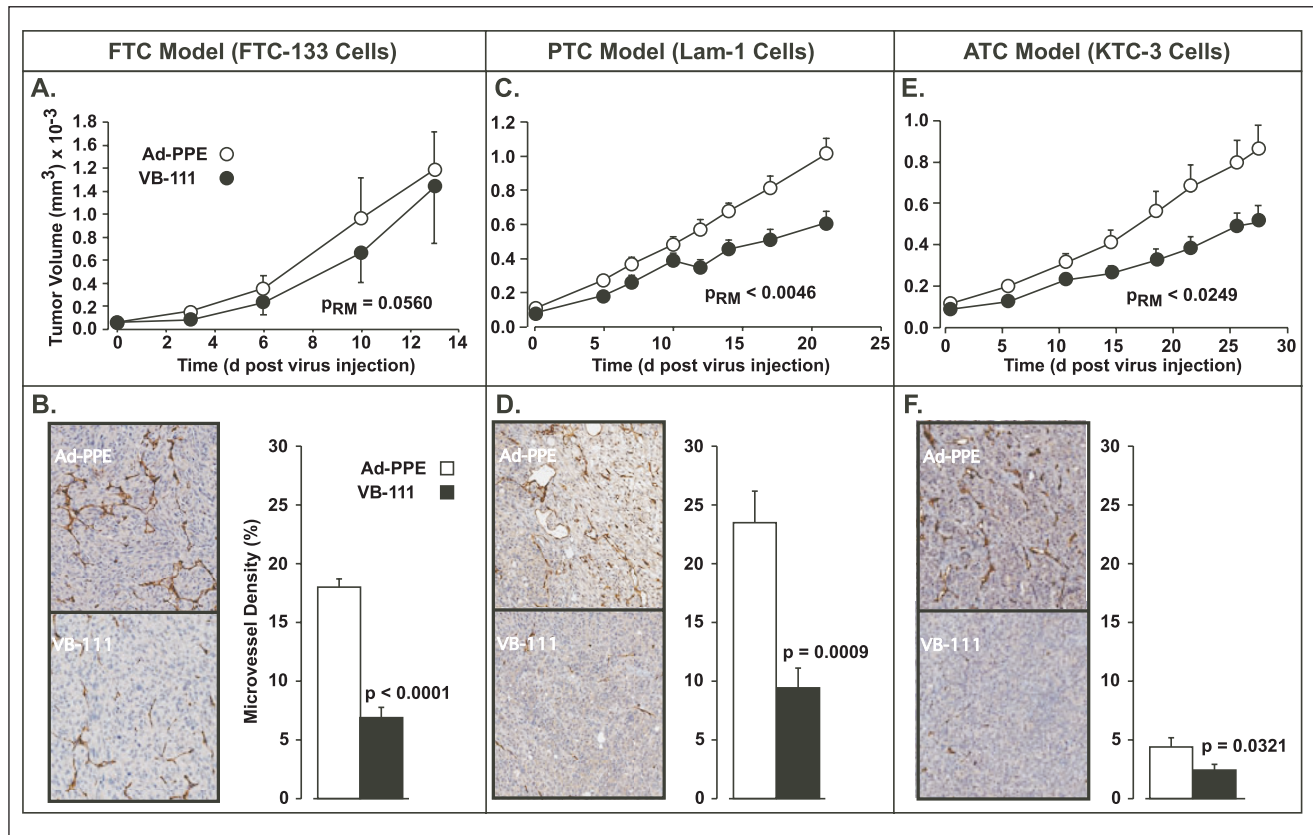 FTC Model (FTC-133 Cells)
PTC Model (Lam-1 Cells)
ATC Model (KTC-3 Cells)
A.
Tumor Volume (mm3) x 10-3
1.8
1.6
1.2
1.4
1.0
0.8
0.6
0.4
0.2
0.0
Ad-PPE
VB-111
pRM = 0.0560
0 2 4 6 8 10 12 14
Time (d post virus injection)
C.
1.2
1.0
0.8
0.6
0.4
0.2
0.0
pRM < 0.0046
0 5 10 15 20 25
Time (d post virus injection)
E.
1.0
0.8
0.6
0.4
0.2
0.0
pRM < 0.0249
0 5 10 15 20 25 30
Time (d post virus injection)
B.
Ad-PPE
VB-111
Microvessel Density (%)
30
25
20
15
10
5
0
Ad-PPE
VB-111
p < 0.0001
D.
Ad-PPE
VB-111
30
25
20
15
10
5
0
p = 0.0009
F.
Ad-PPE
VB-111
30
25
20
15
10
5
0
p = 0.0321